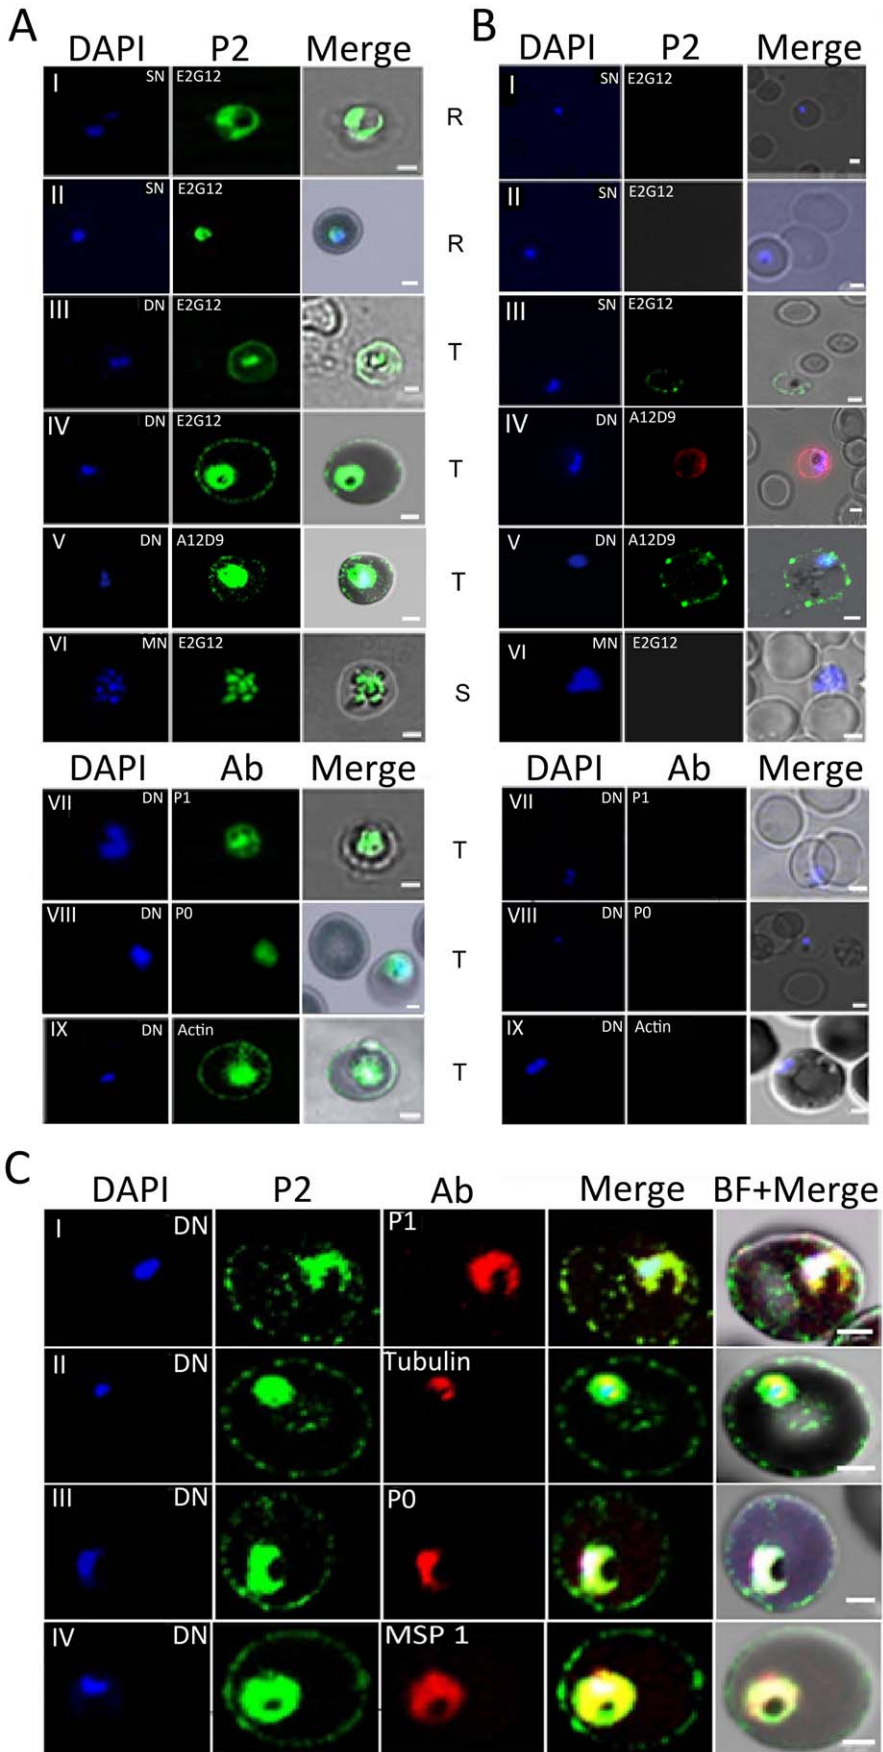 A
DAPI P2 Merge
I SN E2G12
R
II SN E2G12
R
III DN E2G12
T
IV DN E2G12
T
V DN A12D9
T
VI MN E2G12
S
DAPI Ab Merge
VII DN P1
T
VIII DN P0
T
IX DN Actin
T
B
DAPI P2 Merge
I SN E2G12
II SN E2G12
III SN E2G12
IV DN A12D9
V DN A12D9
VI MN E2G12
DAPI Ab Merge
VII DN P1
VIII DN P0
IX DN Actin
C
DAPI P2 Ab Merge BF+Merge
I DN P1
II DN Tubulin
III DN P0
IV DN MSP 1